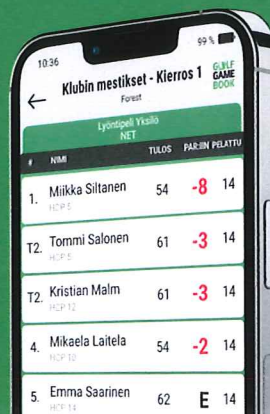 10:36
99 %
Klubin mestikset - Kierros 1
GOLF
GAME
BOOK
Forest
Lyöntipeli Yksilö
NET
# NIMI TULOS PAR:IIN PELATTU
1. Miikka Siltanen 54 -8 14
HCP 5
T2. Tommi Salonen 61 -3 14
HCP 5
T2. Kristian Malm 61 -3 14
HCP 12
4. Mikaela Laitela 54 -2 14
HCP 10
5. Emma Saarinen 62 E 14
HCP 14